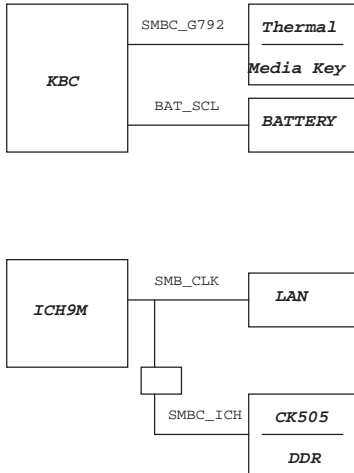 SMBC_G792
Thermal
KBC
Media Key
BAT_SCL
BATTERY
SMB_CLK
LAN
ICH9M
SMBC_ICH
CK505
DDR